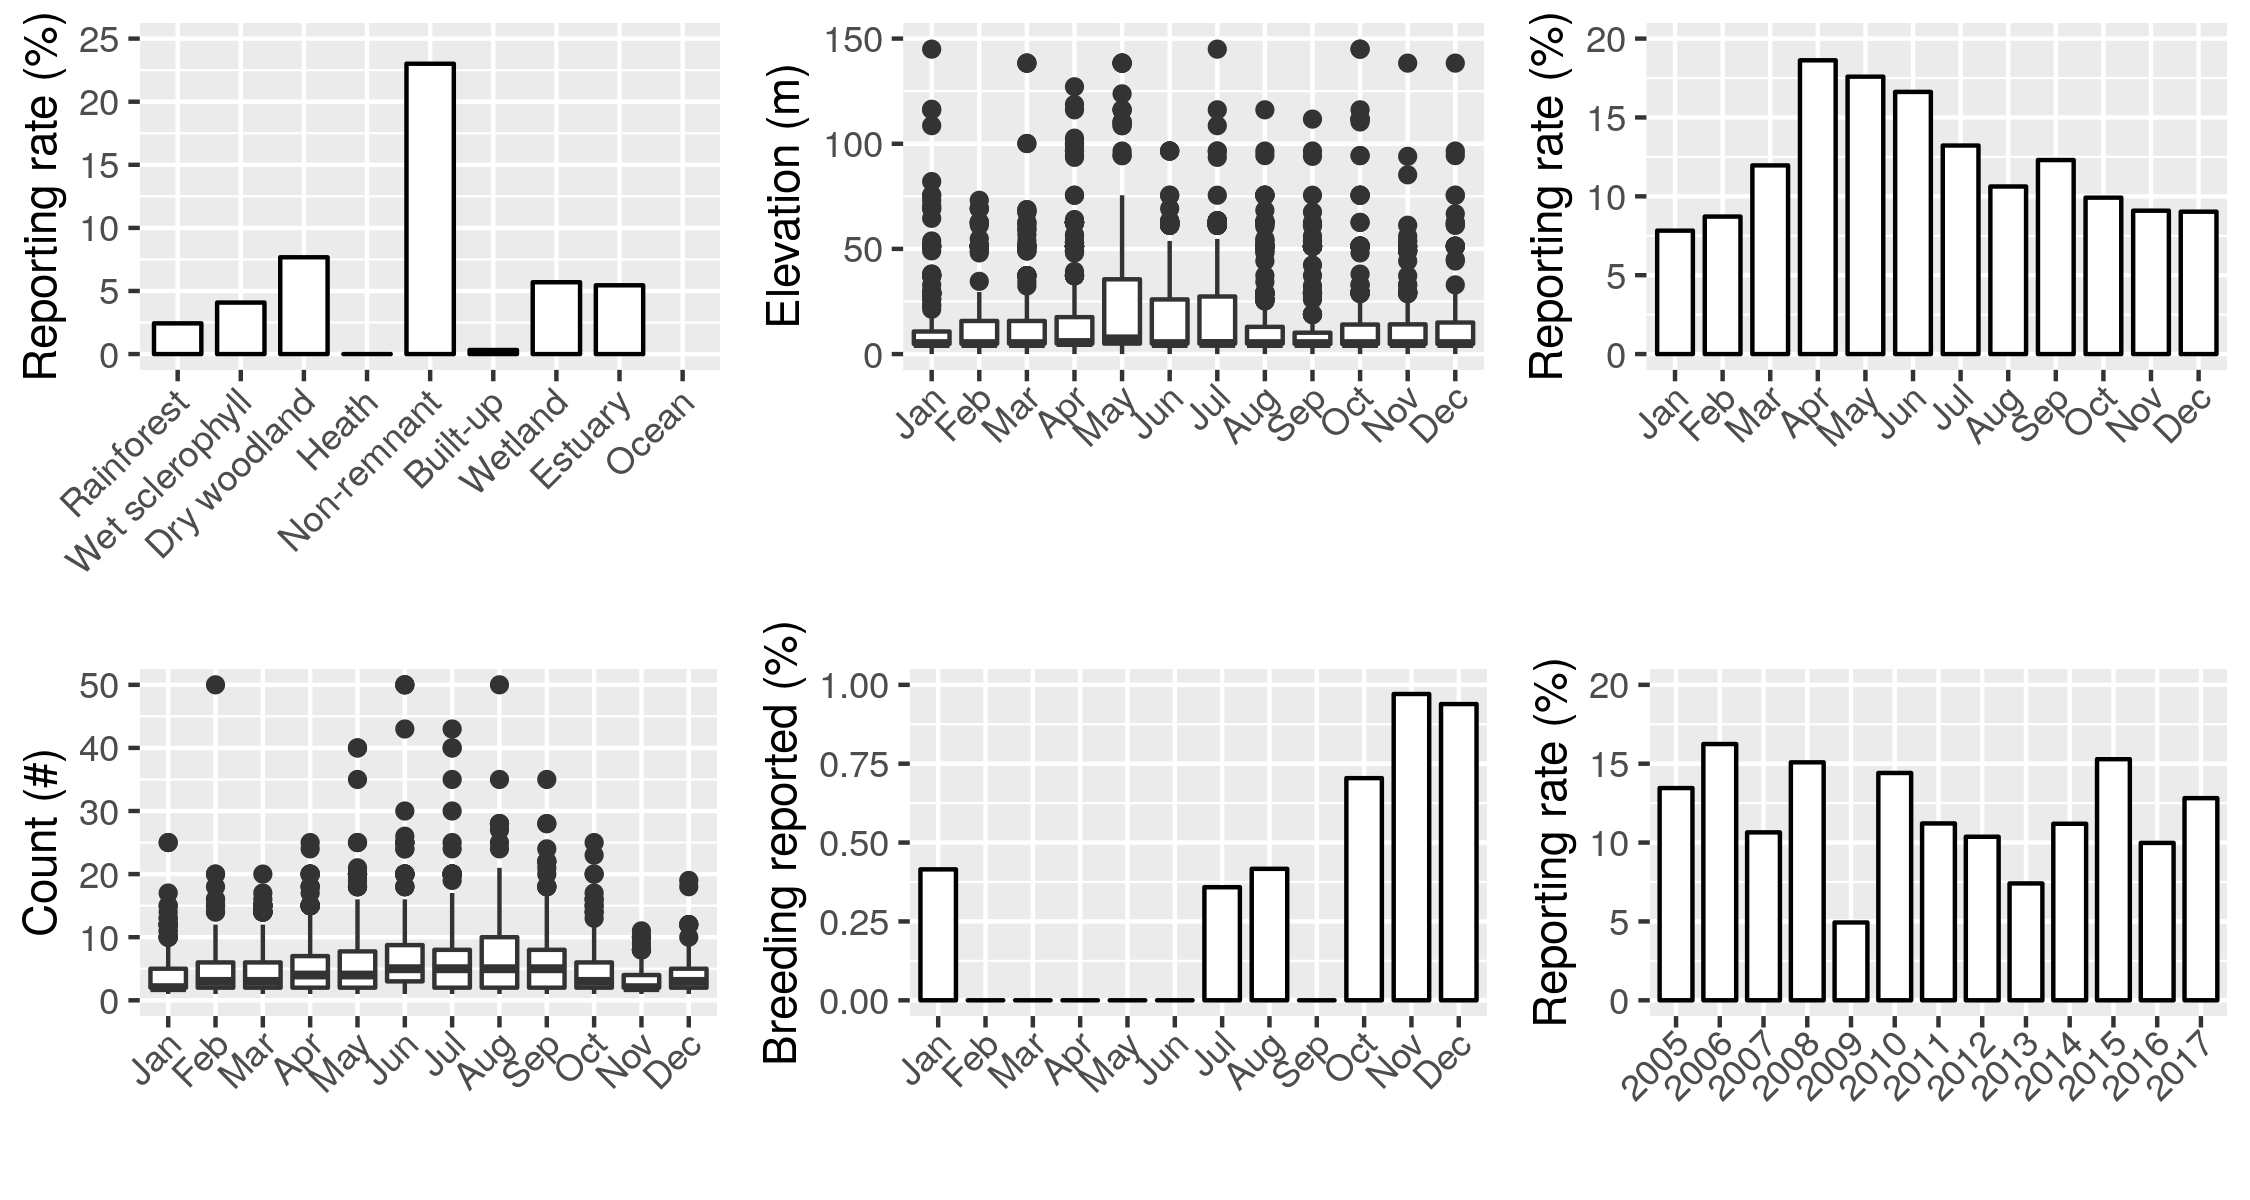 Reporting rate (%)
25
20
15
10
5
0
Rainforest
Wet sclerophyll
Dry woodland
Heath
Non-remnant
Built-up
Wetland
Estuary
Ocean
Elevation (m)
150
100
50
0
Jan
Feb
Mar
Apr
May
Jun
Jul
Aug
Sep
Oct
Nov
Dec
Reporting rate (%)
20
15
10
5
0
Jan
Feb
Mar
Apr
May
Jun
Jul
Aug
Sep
Oct
Nov
Dec
Count (#)
50
40
30
20
10
0
Jan
Feb
Mar
Apr
May
Jun
Jul
Aug
Sep
Oct
Nov
Dec
Breeding reported (%)
1.00
0.75
0.50
0.25
0.00
Jan
Feb
Mar
Apr
May
Jun
Jul
Aug
Sep
Oct
Nov
Dec
Reporting rate (%)
20
15
10
5
0
2005
2006
2007
2008
2009
2010
2011
2012
2013
2014
2015
2016
2017